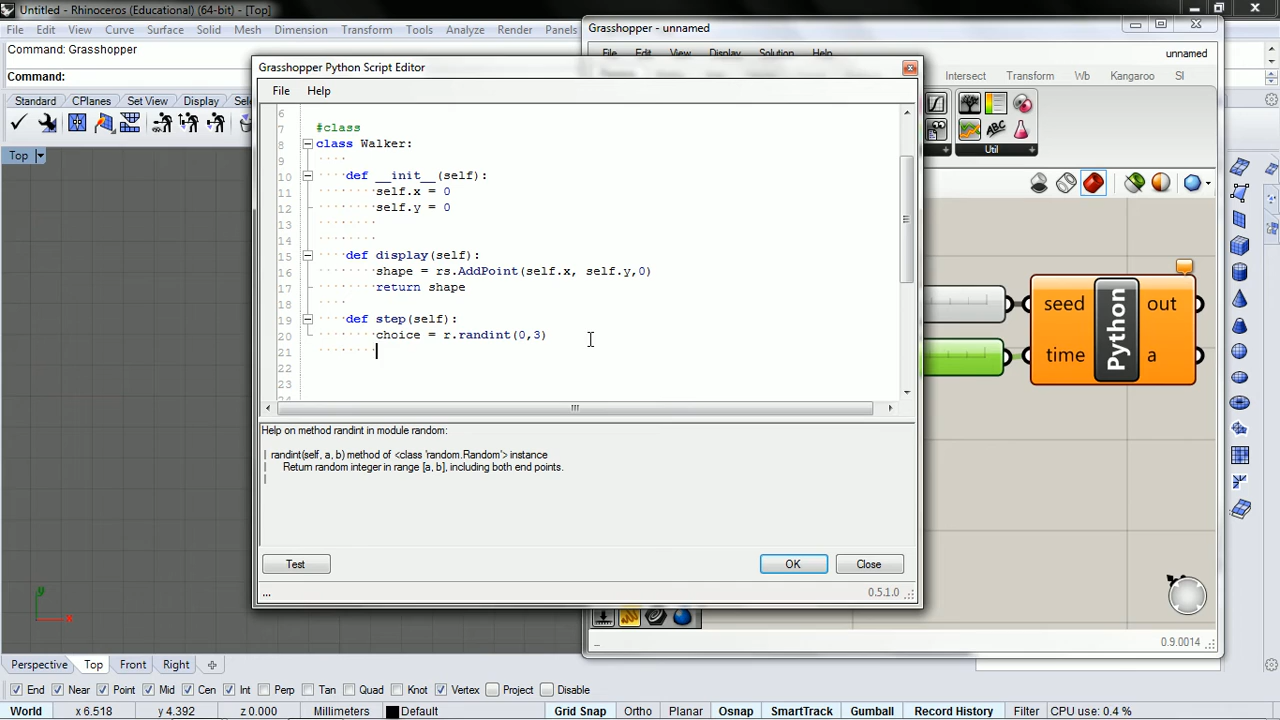 Untitled - Rhinoceros (Educational) (64-bit) - [Top]
File Edit View Curve Surface Solid Mesh Dimension Transform Tools Analyze Render Panels
Command: Grasshopper
Command:
Standard CPlanes Set View Display
Top
Grasshopper - unnamed
File Edit View Display Solution Help
unnamed
Intersect Transform Wb Kangaroo
Util
Grasshopper Python Script Editor
File Help
6
7 #class
8 class Walker:
9
10 def __init__(self):
11 self.x = 0
12 self.y = 0
13
14
15 def display(self):
16 shape = rs.AddPoint(self.x, self.y,0)
17 return shape
18
19 def step(self):
20 choice = r.randint(0,3)
21
22
23
Help on method randint in module random:
| randint(self, a, b) method of <class 'random.Random'> instance
| Return random integer in range [a, b], including both end points.
|
Test OK Close
... 0.5.1.0
seed out
Python
time a
0.9.0014
y
x
Perspective Top Front Right
End Near Point Mid Cen Int Perp Tan Quad Knot Vertex Project Disable
World x 6.518 y 4.392 z 0.000 Millimeters Default Grid Snap Ortho Planar Osnap SmartTrack Gumball Record History Filter CPU use: 0.4 %